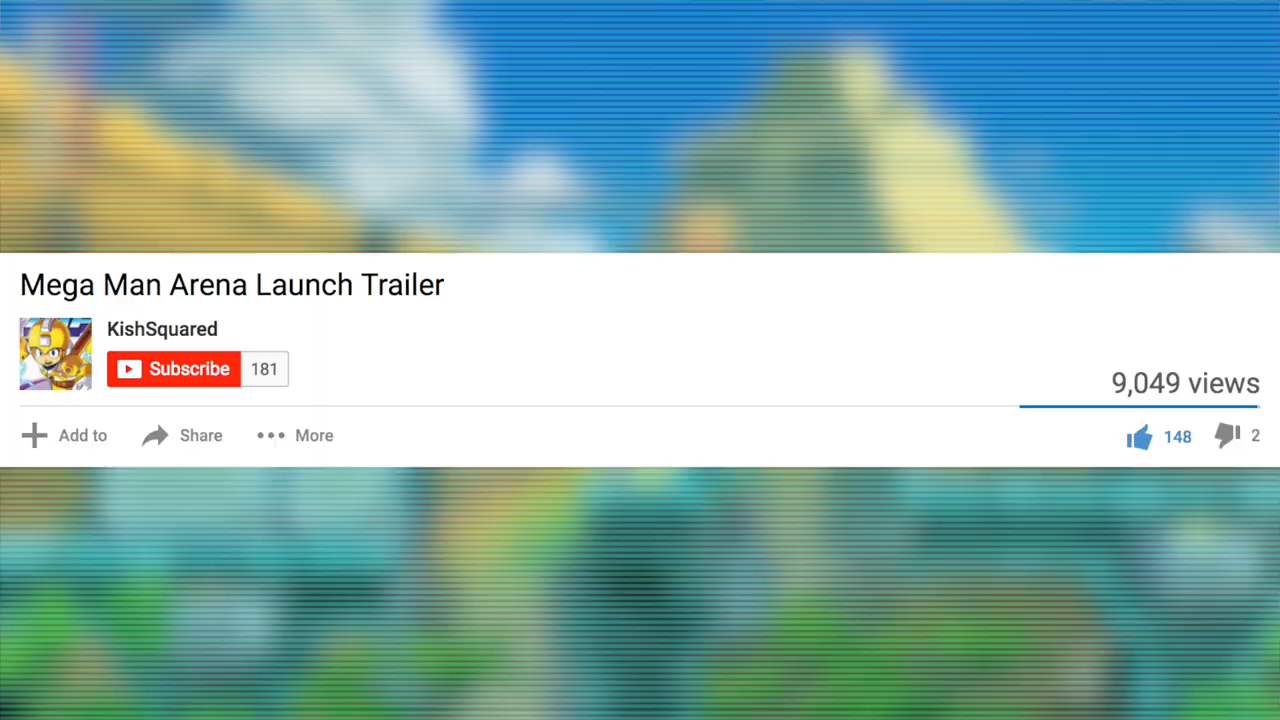 Mega Man Arena Launch Trailer
KishSquared
Subscribe 181
9,049 views
Add to Share More
148 2